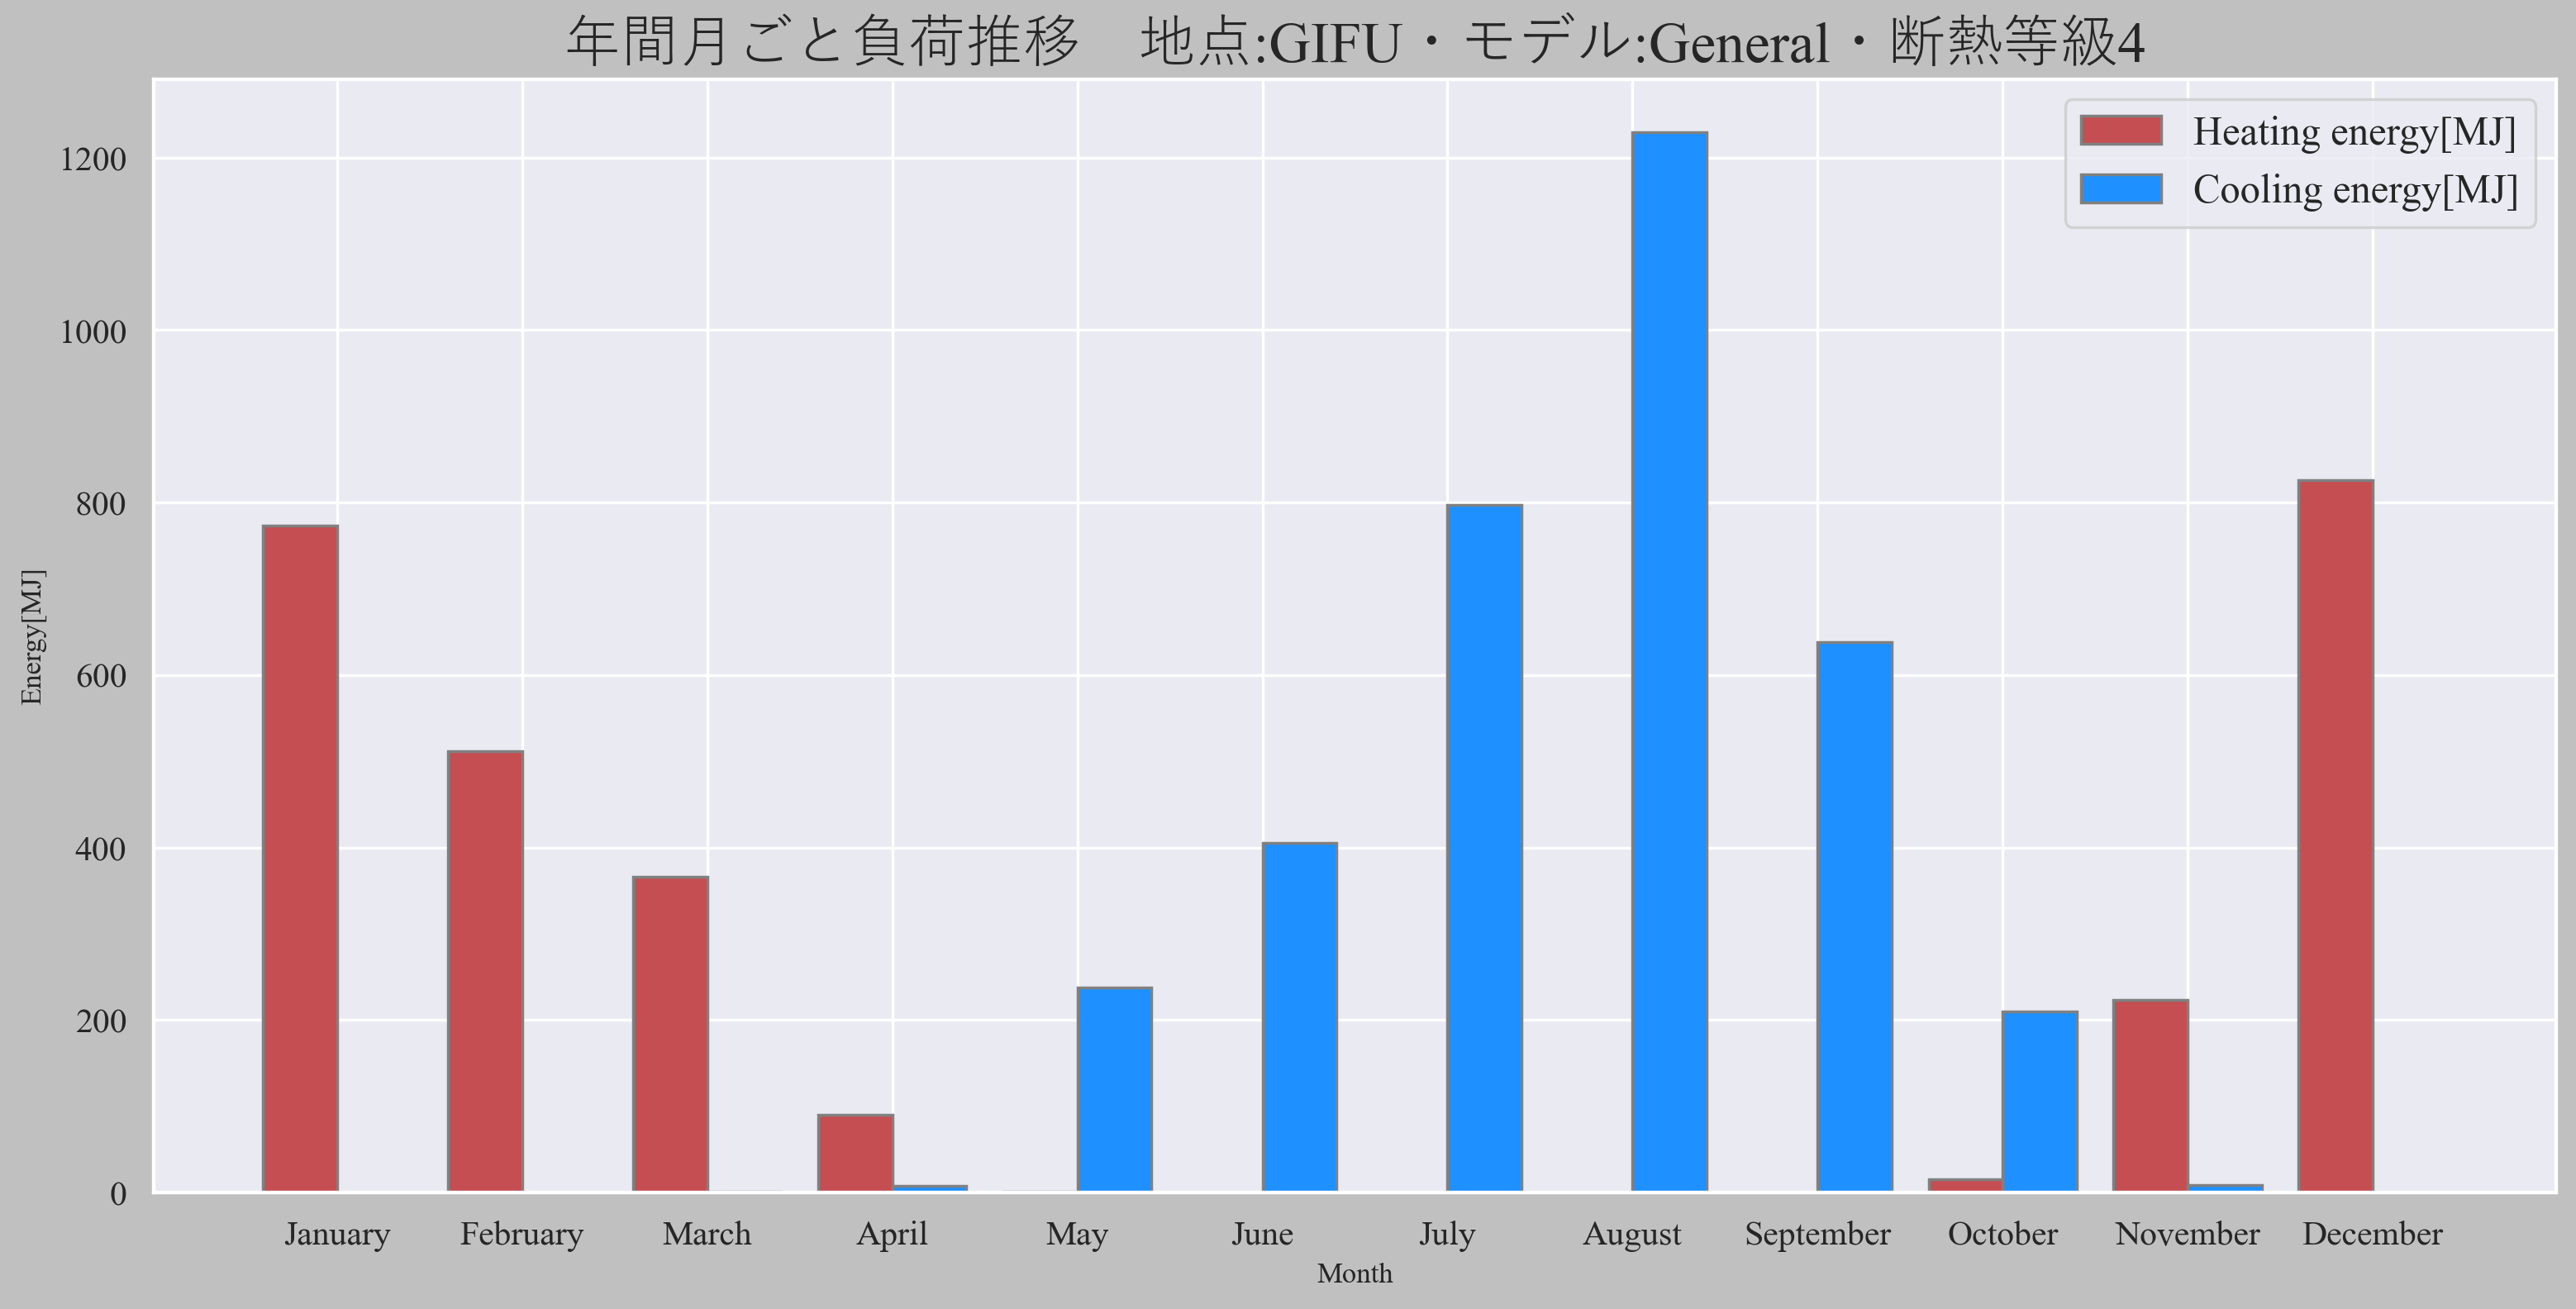 年間月ごと負荷推移　地点:GIFU・モデル:General・断熱等級4
Heating energy[MJ]
Cooling energy[MJ]
1200
1000
800
600
400
200
0
Energy[MJ]
January February March April May June July August September October November December
Month